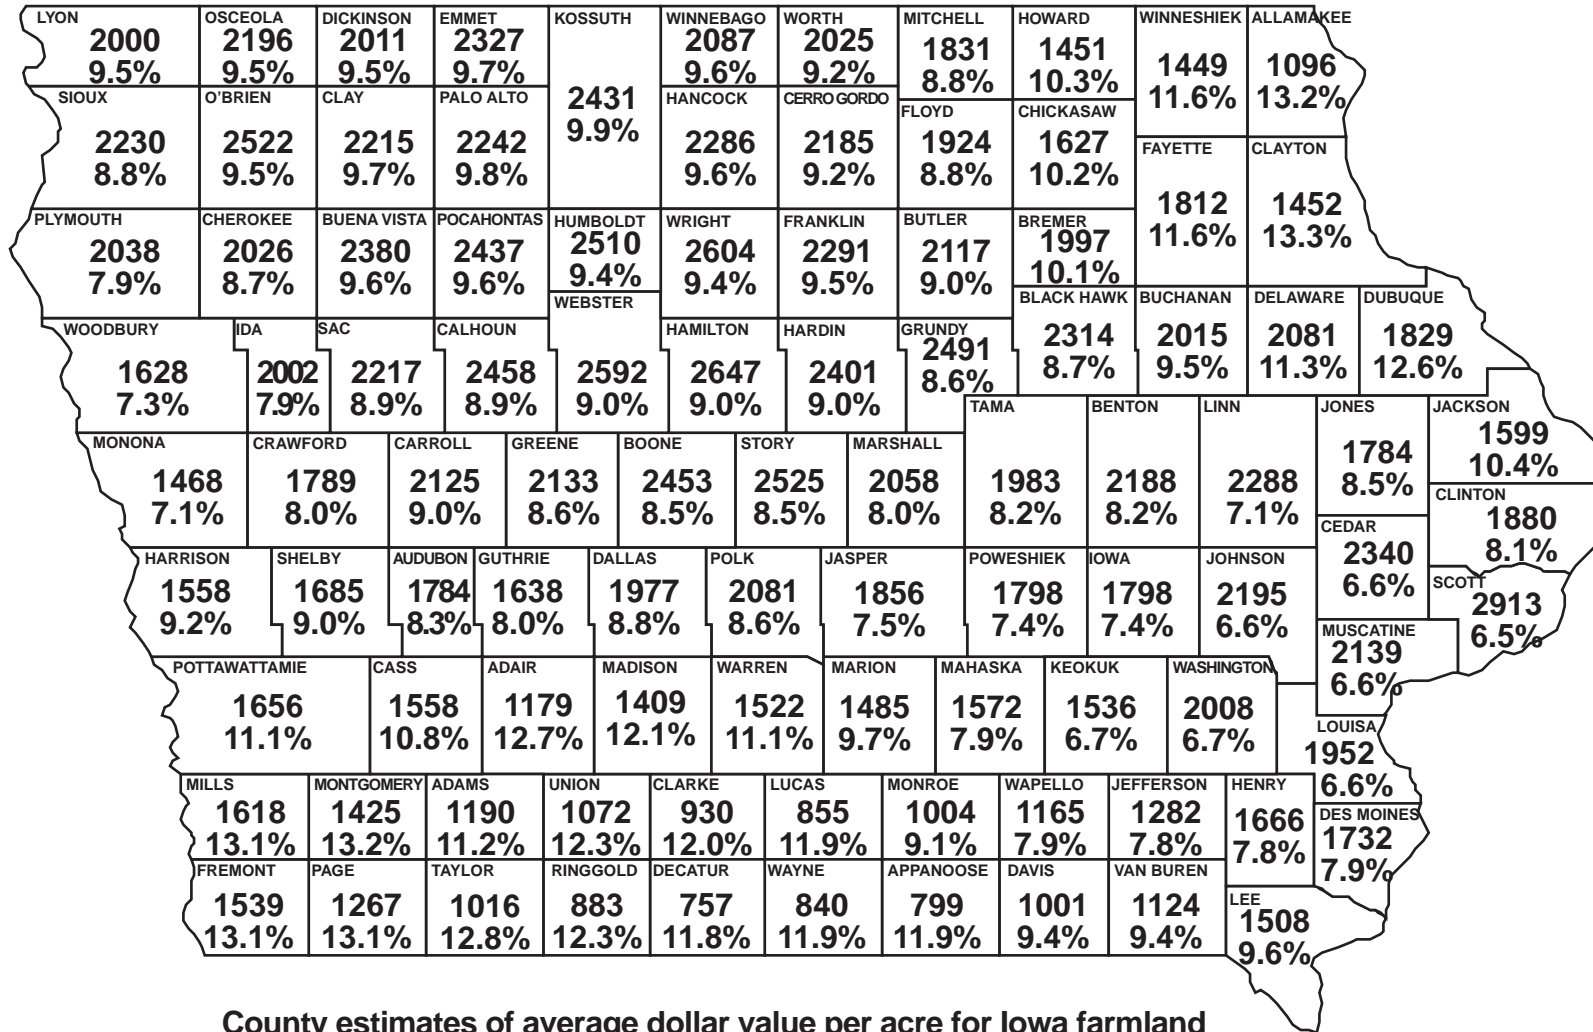 LYON
2000
9.5%
OSCEOLA
2196
9.5%
DICKINSON
2011
9.5%
EMMET
2327
9.7%
KOSSUTH
2431
9.9%
WINNEBAGO
2087
9.6%
WORTH
2025
9.2%
MITCHELL
1831
8.8%
HOWARD
1451
10.3%
WINNESHIEK
1449
11.6%
ALLAMAKEE
1096
13.2%
SIOUX
2230
8.8%
O'BRIEN
2522
9.5%
CLAY
2215
9.7%
PALO ALTO
2242
9.8%
HANCOCK
2286
9.6%
CERRO GORDO
2185
9.2%
FLOYD
1924
8.8%
CHICKASAW
1627
10.2%
FAYETTE
1812
11.6%
CLAYTON
1452
13.3%
PLYMOUTH
2038
7.9%
CHEROKEE
2026
8.7%
BUENA VISTA
2380
9.6%
POCAHONTAS
2437
9.6%
HUMBOLDT
2510
9.4%
WRIGHT
2604
9.4%
FRANKLIN
2291
9.5%
BUTLER
2117
9.0%
BREMER
1997
10.1%
WOODBURY
1628
7.3%
IDA
2002
7.9%
SAC
2217
8.9%
CALHOUN
2458
8.9%
WEBSTER
2592
9.0%
HAMILTON
2647
9.0%
HARDIN
2401
9.0%
GRUNDY
2491
8.6%
BLACK HAWK
2314
8.7%
BUCHANAN
2015
9.5%
DELAWARE
2081
11.3%
DUBUQUE
1829
12.6%
MONONA
1468
7.1%
CRAWFORD
1789
8.0%
CARROLL
2125
9.0%
GREENE
2133
8.6%
BOONE
2453
8.5%
STORY
2525
8.5%
MARSHALL
2058
8.0%
TAMA
1983
8.2%
BENTON
2188
8.2%
LINN
2288
7.1%
JONES
1784
8.5%
JACKSON
1599
10.4%
CLINTON
1880
8.1%
CEDAR
2340
6.6%
SCOTT
2913
6.5%
HARRISON
1558
9.2%
SHELBY
1685
9.0%
AUDUBON
1784
8.3%
GUTHRIE
1638
8.0%
DALLAS
1977
8.8%
POLK
2081
8.6%
JASPER
1856
7.5%
POWESHIEK
1798
7.4%
IOWA
1798
7.4%
JOHNSON
2195
6.6%
MUSCATINE
2139
6.6%
POTTAWATTAMIE
1656
11.1%
CASS
1558
10.8%
ADAIR
1179
12.7%
MADISON
1409
12.1%
WARREN
1522
11.1%
MARION
1485
9.7%
MAHASKA
1572
7.9%
KEOKUK
1536
6.7%
WASHINGTON
2008
6.7%
LOUISA
1952
6.6%
MILLS
1618
13.1%
MONTGOMERY
1425
13.2%
ADAMS
1190
11.2%
UNION
1072
12.3%
CLARKE
930
12.0%
LUCAS
855
11.9%
MONROE
1004
9.1%
WAPELLO
1165
7.9%
JEFFERSON
1282
7.8%
HENRY
1666
7.8%
DES MOINES
1732
7.9%
FREMONT
1539
13.1%
PAGE
1267
13.1%
TAYLOR
1016
12.8%
RINGGOLD
883
12.3%
DECATUR
757
11.8%
WAYNE
840
11.9%
APPANOOSE
799
11.9%
DAVIS
1001
9.4%
VAN BUREN
1124
9.4%
LEE
1508
9.6%
County estimates of average dollar value per acre for Iowa farmland